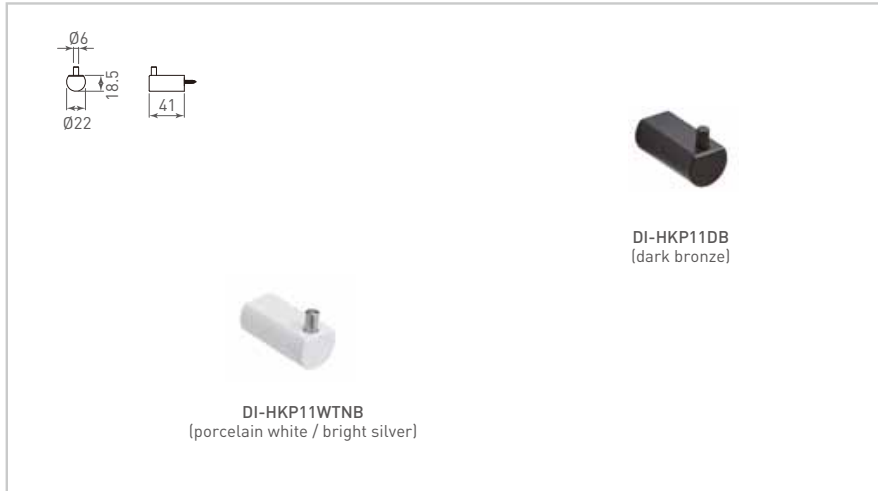 Ø6
18.5
41
Ø22
DI-HKP11DB
(dark bronze)
DI-HKP11WTNB
(porcelain white / bright silver)